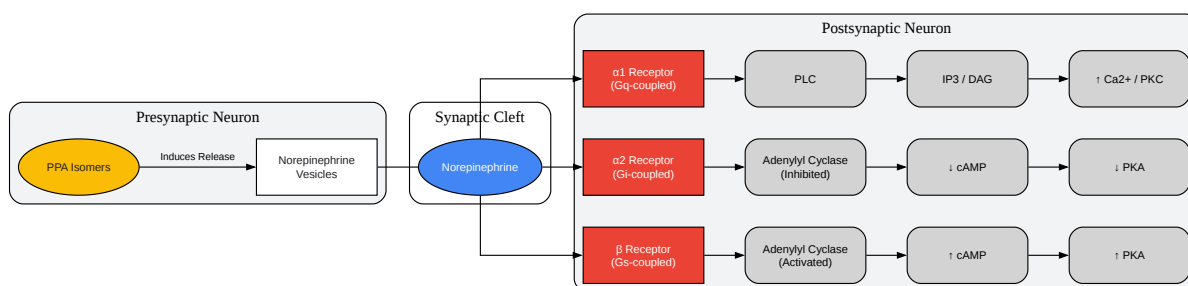 Postsynaptic Neuron
Presynaptic Neuron
Synaptic Cleft
PPA Isomers
Induces Release
Norepinephrine
Vesicles
Norepinephrine
α1 Receptor
(Gq-coupled)
PLC
IP3 / DAG
↑ Ca2+ / PKC
α2 Receptor
(Gi-coupled)
Adenylyl Cyclase
(Inhibited)
↓ cAMP
↓ PKA
β Receptor
(Gs-coupled)
Adenylyl Cyclase
(Activated)
↑ cAMP
↑ PKA